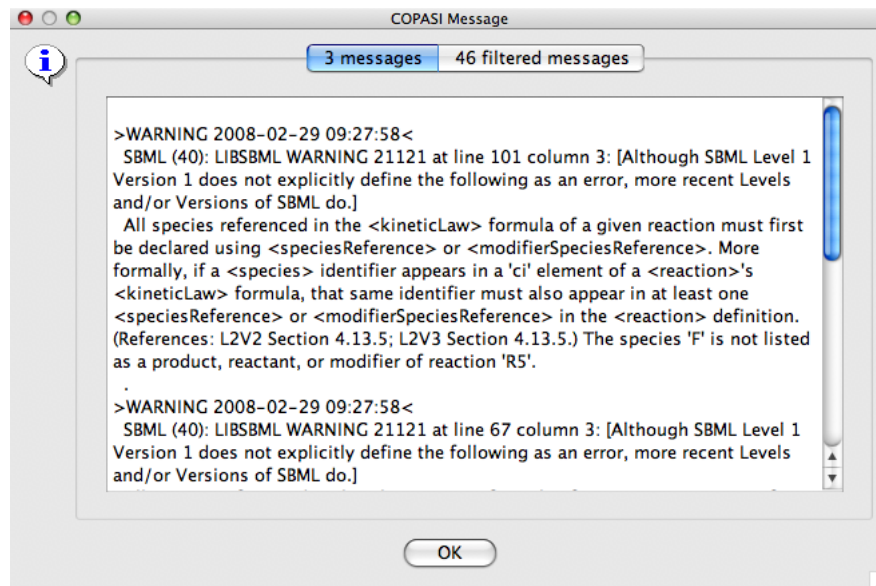 COPASI Message
3 messages 46 filtered messages
>WARNING 2008-02-29 09:27:58<
SBML (40): LIBSBML WARNING 21121 at line 101 column 3: [Although SBML Level 1
Version 1 does not explicitly define the following as an error, more recent Levels
and/or Versions of SBML do.]
All species referenced in the <kineticLaw> formula of a given reaction must first
be declared using <speciesReference> or <modifierSpeciesReference>. More
formally, if a <species> identifier appears in a 'ci' element of a <reaction>'s
<kineticLaw> formula, that same identifier must also appear in at least one
<speciesReference> or <modifierSpeciesReference> in the <reaction> definition.
(References: L2V2 Section 4.13.5; L2V3 Section 4.13.5.) The species 'F' is not listed
as a product, reactant, or modifier of reaction 'R5'.
.
>WARNING 2008-02-29 09:27:58<
SBML (40): LIBSBML WARNING 21121 at line 67 column 3: [Although SBML Level 1
Version 1 does not explicitly define the following as an error, more recent Levels
and/or Versions of SBML do.]
OK